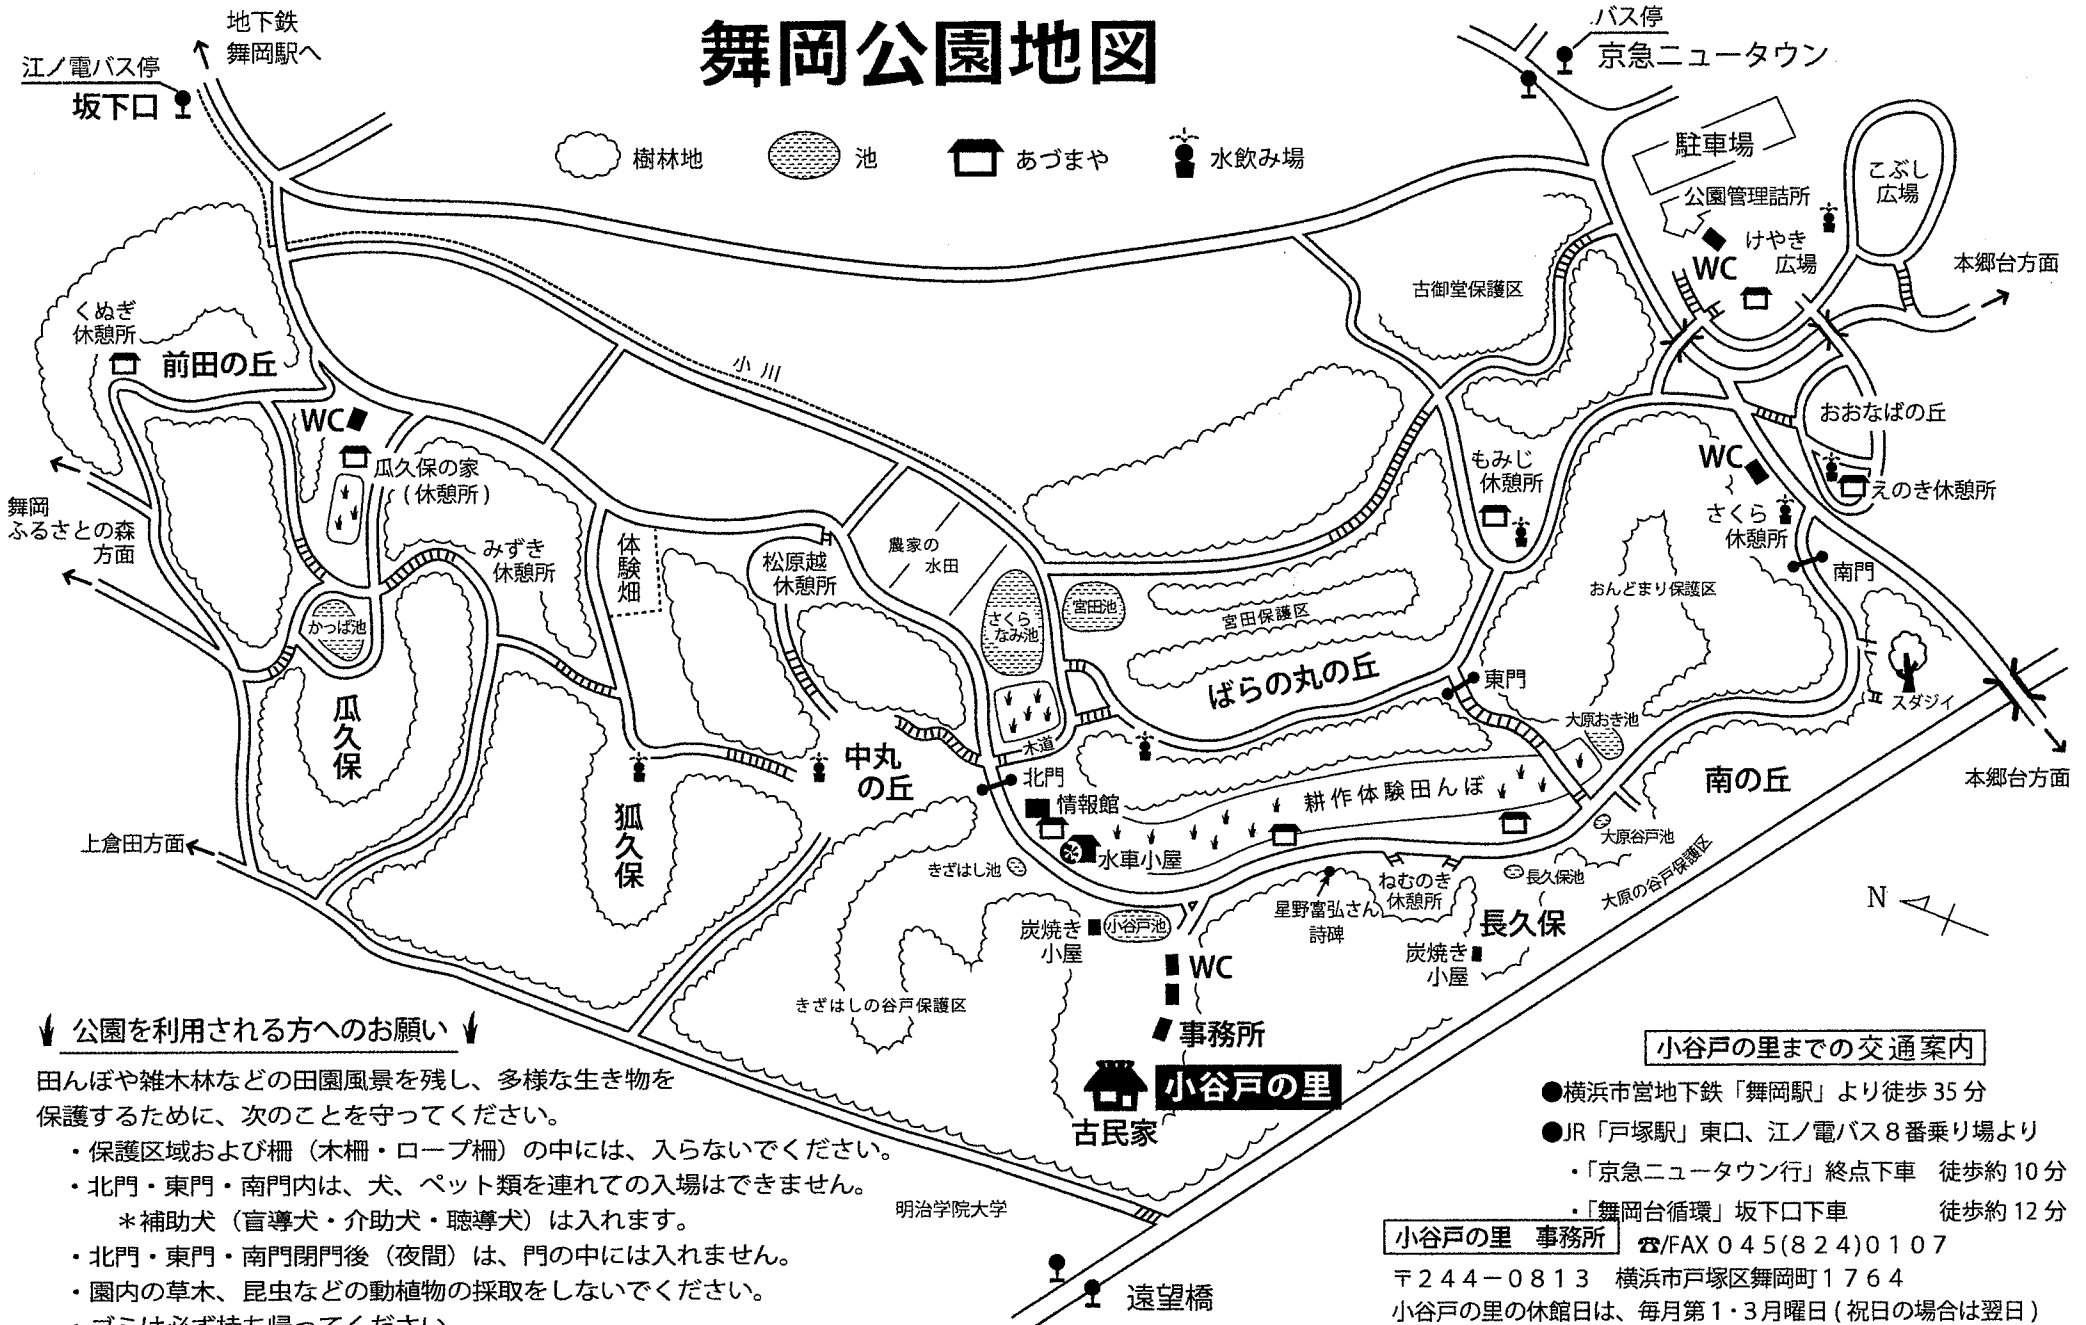 舞岡公園地図
地下鉄
舞岡駅へ
江ノ電バス停
坂下口
バス停
京急ニュータウン
樹林地
池
あづまや
水飲み場
駐車場
公園管理詰所
こぶし
広場
けやき
広場
WC
本郷台方面
古御堂保護区
くぬぎ
休憩所
前田の丘
小川
WC
瓜久保の家
(休憩所)
おおなばの丘
WC
えのき休憩所
さくら
休憩所
もみじ
休憩所
舞岡
ふるさとの森
方面
みずき
休憩所
体験畑
松原越
休憩所
農家の
水田
南門
おんどまり保護区
かっぱ池
さくら
なみ池
宮田池
宮田保護区
ばらの丸の丘
東門
スダジイ
大原おき池
瓜久保
木道
中丸
の丘
北門
情報館
耕作体験田んぼ
南の丘
本郷台方面
上倉田方面
狐久保
水車小屋
きざはし池
大原谷戸池
長久保池
大原の谷戸保護区
ねむのき
休憩所
星野富弘さん
詩碑
長久保
炭焼き
小屋
小谷戸池
炭焼き
小屋
N
WC
きざはしの谷戸保護区
事務所
小谷戸の里
古民家
明治学院大学
遠望橋
公園を利用される方へのお願い
田んぼや雑木林などの田園風景を残し、多様な生き物を
保護するために、次のことを守ってください。
・保護区域および柵（木柵・ロープ柵）の中には、入らないでください。
・北門・東門・南門内は、犬、ペット類を連れての入場はできません。
＊補助犬（盲導犬・介助犬・聴導犬）は入れます。
・北門・東門・南門閉門後（夜間）は、門の中には入れません。
・園内の草木、昆虫などの動植物の採取をしないでください。
・ゴミは必ず持ち帰ってください
小谷戸の里までの交通案内
●横浜市営地下鉄「舞岡駅」より徒歩35分
●JR「戸塚駅」東口、江ノ電バス8番乗り場より
・「京急ニュータウン行」終点下車　徒歩約10分
・「舞岡台循環」坂下口下車　徒歩約12分
小谷戸の里　事務所　☎/FAX 045(824)0107
〒244－0813　横浜市戸塚区舞岡町1764
小谷戸の里の休館日は、毎月第1・3月曜日(祝日の場合は翌日)